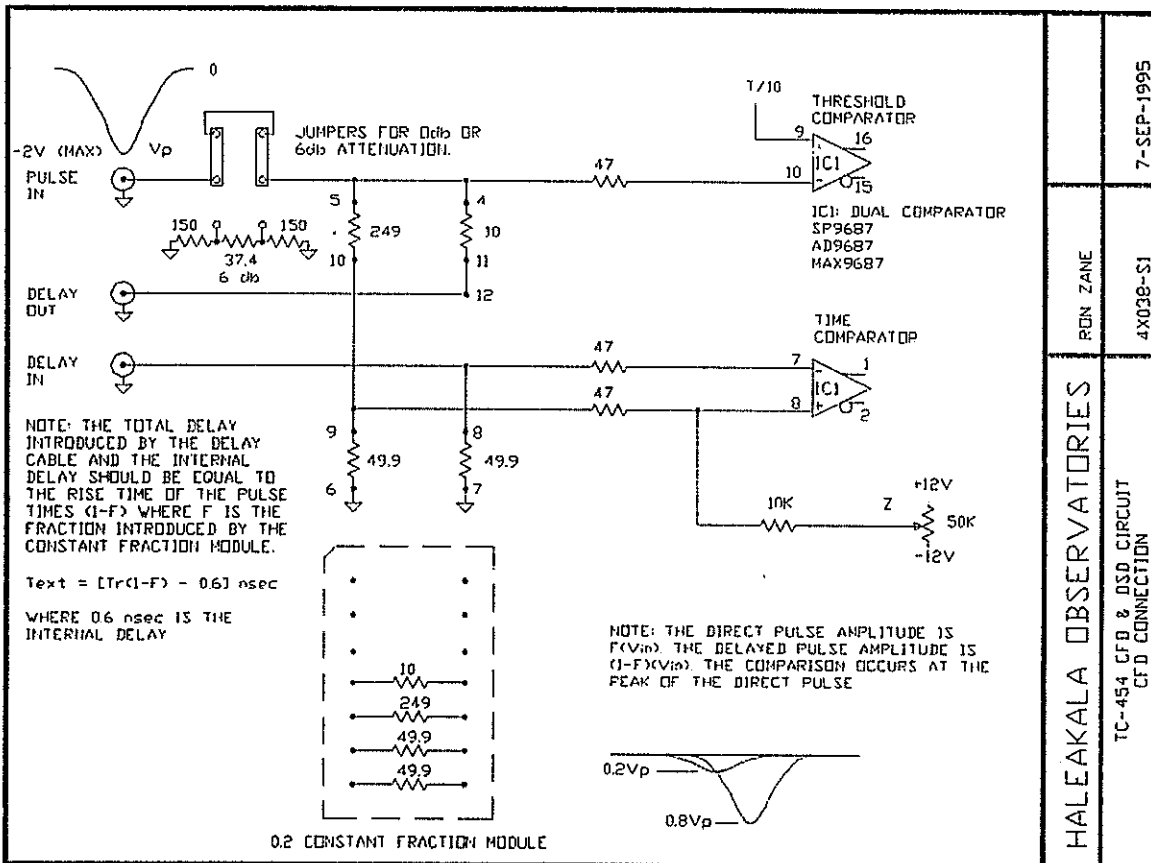 0
-2V (MAX) Vp
PULSE
IN
JUMPERS FOR 0db OR
6db ATTENUATION.
150
150
37.4
6 db
DELAY
OUT
DELAY
IN
5
249
10
4
10
11
12
47
T/10
9
10
IC1
16
15
THRESHOLD
COMPARATOR
IC1: DUAL COMPARATOR
SP9687
AD9687
MAX9687
TIME
COMPARATOR
47
47
7
8
IC1
1
2
9
49.9
6
8
49.9
7
10K
Z
+12V
50K
-12V
NOTE: THE TOTAL DELAY
INTRODUCED BY THE DELAY
CABLE AND THE INTERNAL
DELAY SHOULD BE EQUAL TO
THE RISE TIME OF THE PULSE
TIMES (1-F) WHERE F IS THE
FRACTION INTRODUCED BY THE
CONSTANT FRACTION MODULE.
Text = [Tr(1-F) - 0.6] nsec
WHERE 0.6 nsec IS THE
INTERNAL DELAY
10
249
49.9
49.9
0.2 CONSTANT FRACTION MODULE
NOTE: THE DIRECT PULSE AMPLITUDE IS
F(Vin). THE DELAYED PULSE AMPLITUDE IS
(1-F)(Vin). THE COMPARISON OCCURS AT THE
PEAK OF THE DIRECT PULSE
0.2Vp
0.8Vp
HALEAKALA OBSERVATORIES
RON ZANE
7-SEP-1995
TC-454 CFD & DSD CIRCUIT
CFD CONNECTION
4X038-S1